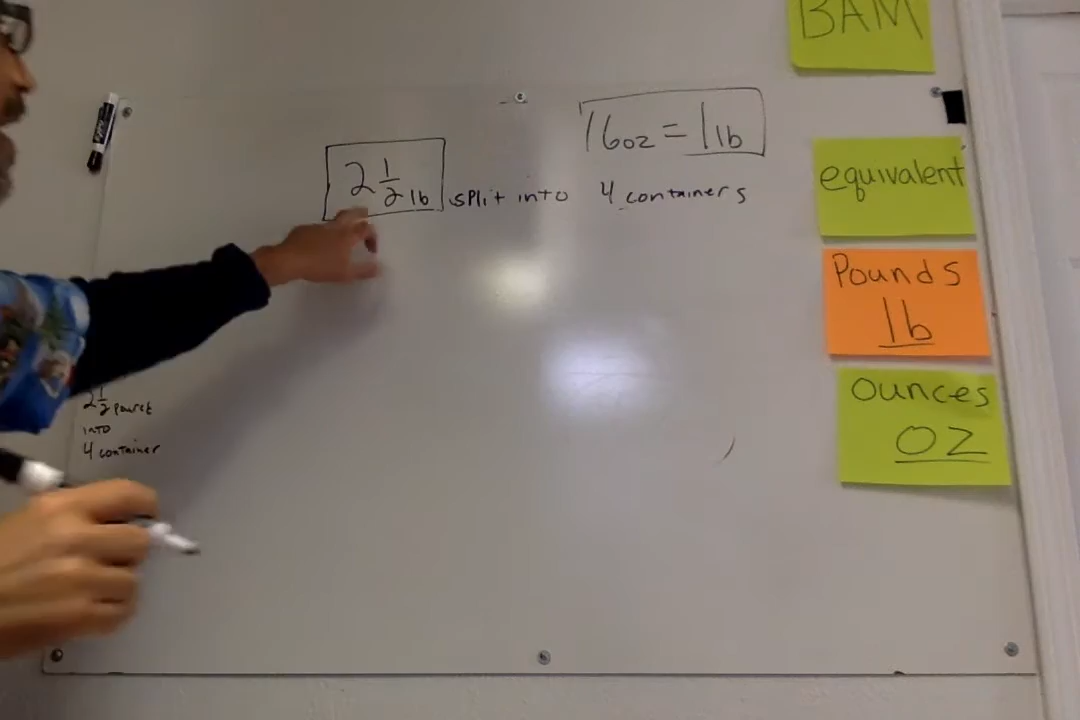 BAM
16oz = 1lb
2 1/2 lb split into 4 containers
equivalent
Pounds
lb
ounces
oz
2 1/2
into
4 container